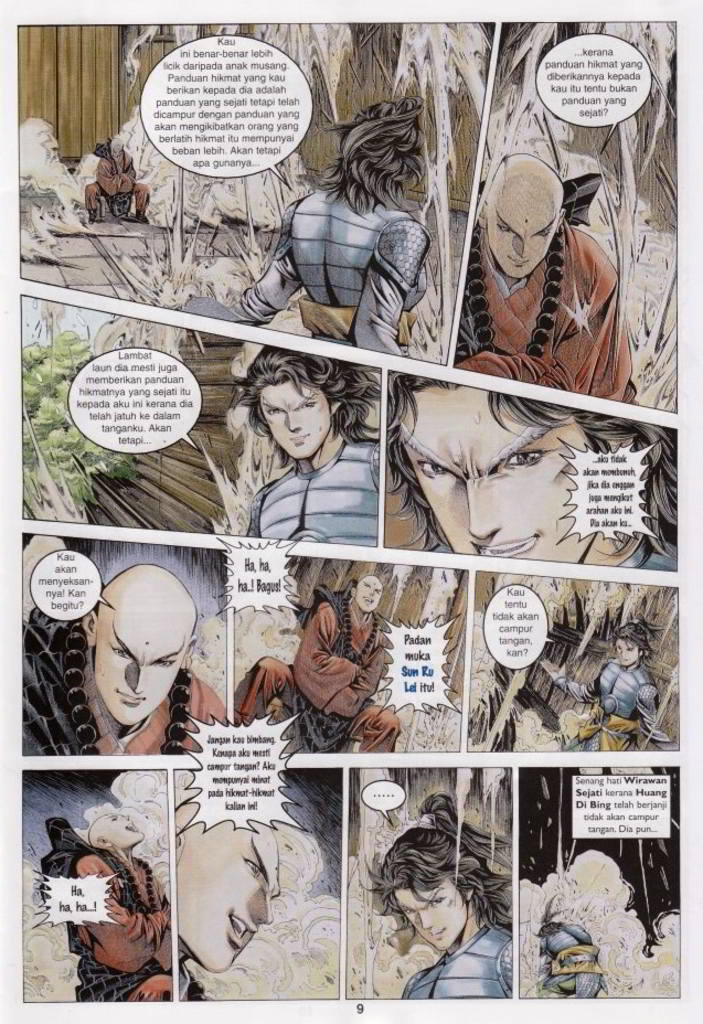 Kau
ini benar-benar lebih
licik daripada anak musang.
Panduan hikmat yang kau
berikan kepada dia adalah
panduan yang sejati tetapi telah
dicampur dengan panduan yang
akan mengikibatkan orang yang
berlatih hikmat itu mempunyai
beban lebih. Akan tetapi
apa gunanya...
...kerana
panduan hikmat yang
diberikannya kepada
kau itu tentu bukan
panduan yang
sejati?
Lambat
laun dia mesti juga
memberikan panduan
hikmatnya yang sejati itu
kepada aku ini kerana dia
telah jatuh ke dalam
tanganku. Akan
tetapi...
...aku tidak
akan membunuh,
jika dia enggan
juga mengikut
arahan aku ini.
Dia akan ku...
Kau
akan
menyeksan-
nya! Kan
begitu?
Ha, ha,
ha..! Bagus!
Padan
muka
Sun Ru
Lei itu!
Kau
tentu
tidak akan
campur
tangan,
kan?
Jangan kau bimbang.
Kenapa aku mesti
campur tangan? Aku
mempunyai minat
pada hikmat-hikmat
kalian ini!
Ha,
ha, ha...!
.....
Senang hati Wirawan
Sejati kerana Huang
Di Bing telah berjanji
tidak akan campur
tangan. Dia pun...
9